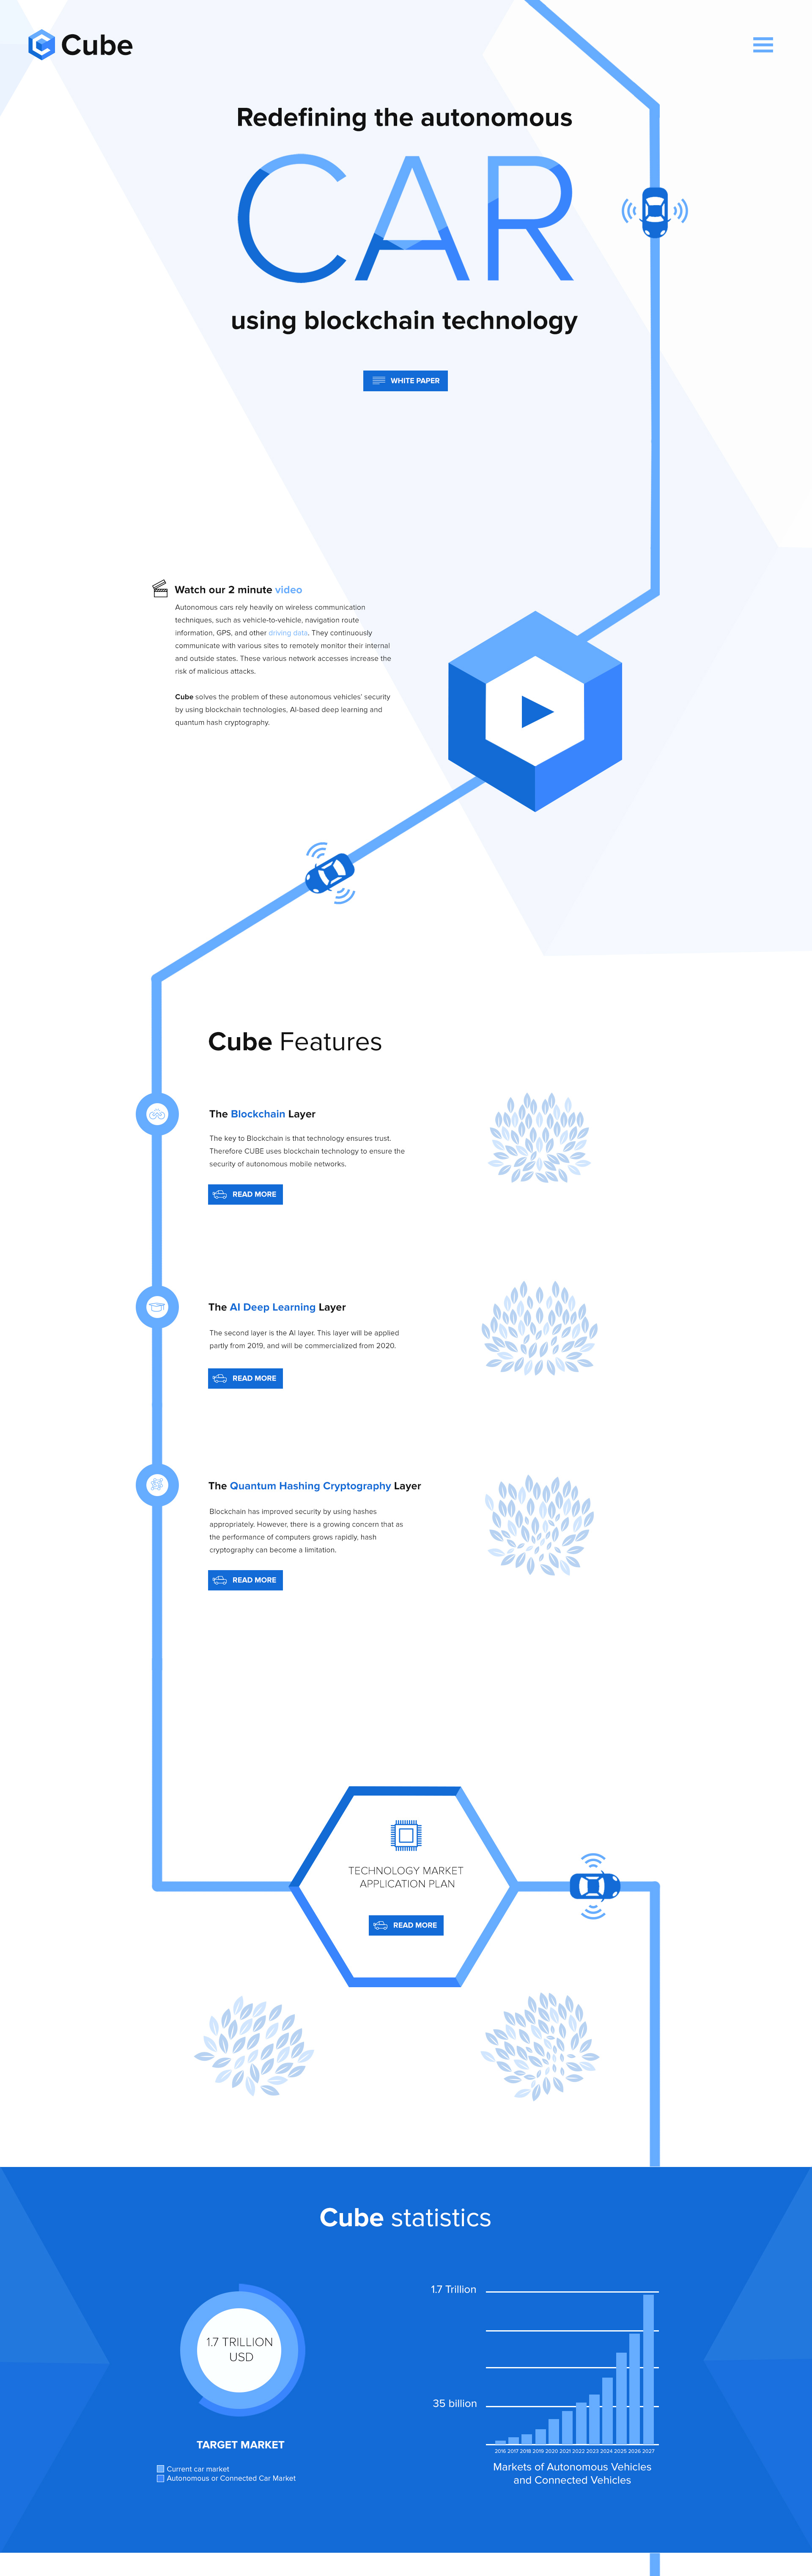 Cube
Redefining the autonomous
CAR
using blockchain technology
WHITE PAPER
Watch our 2 minute video
Autonomous cars rely heavily on wireless communication
techniques, such as vehicle-to-vehicle, navigation route
information, GPS, and other driving data. They continuously
communicate with various sites to remotely monitor their internal
and outside states. These various network accesses increase the
risk of malicious attacks.
Cube solves the problem of these autonomous vehicles' security
by using blockchain technologies, AI-based deep learning and
quantum hash cryptography.
Cube Features
The Blockchain Layer
The key to Blockchain is that technology ensures trust.
Therefore CUBE uses blockchain technology to ensure the
security of autonomous mobile networks.
READ MORE
The AI Deep Learning Layer
The second layer is the AI layer. This layer will be applied
partly from 2019, and will be commercialized from 2020.
READ MORE
The Quantum Hashing Cryptography Layer
Blockchain has improved security by using hashes
appropriately. However, there is a growing concern that as
the performance of computers grows rapidly, hash
cryptography can become a limitation.
READ MORE
TECHNOLOGY MARKET
APPLICATION PLAN
READ MORE
Cube statistics
1.7 TRILLION
USD
TARGET MARKET
Current car market
Autonomous or Connected Car Market
1.7 Trillion
35 billion
2016 2017 2018 2019 2020 2021 2022 2023 2024 2025 2026 2027
Markets of Autonomous Vehicles
and Connected Vehicles